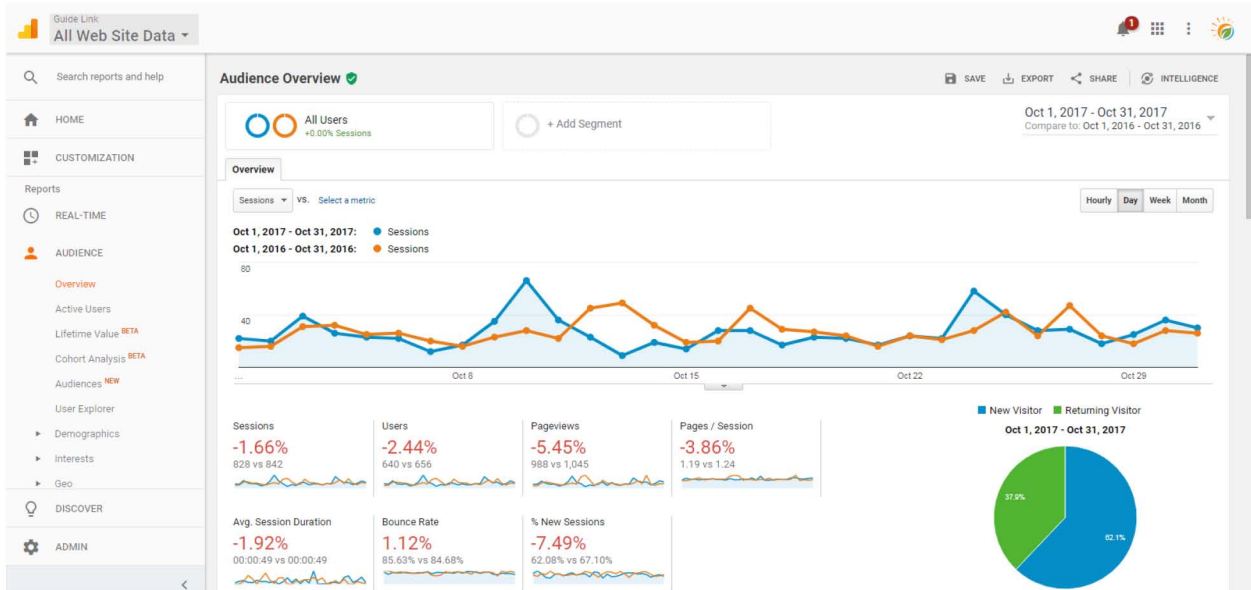 Guide Link
All Web Site Data
1
Search reports and help
HOME
CUSTOMIZATION
Reports
REAL-TIME
AUDIENCE
Overview
Active Users
Lifetime Value BETA
Cohort Analysis BETA
Audiences NEW
User Explorer
Demographics
Interests
Geo
DISCOVER
ADMIN
Audience Overview
SAVE EXPORT SHARE INTELLIGENCE
All Users
+0.00% Sessions
+ Add Segment
Oct 1, 2017 - Oct 31, 2017
Compare to: Oct 1, 2016 - Oct 31, 2016
Overview
Sessions VS. Select a metric
Hourly Day Week Month
Oct 1, 2017 - Oct 31, 2017: Sessions
Oct 1, 2016 - Oct 31, 2016: Sessions
80
40
... Oct 8 Oct 15 Oct 22 Oct 29
Sessions
-1.66%
828 vs 842
Users
-2.44%
640 vs 656
Pageviews
-5.45%
988 vs 1,045
Pages / Session
-3.86%
1.19 vs 1.24
Avg. Session Duration
-1.92%
00:00:49 vs 00:00:49
Bounce Rate
1.12%
85.63% vs 84.68%
% New Sessions
-7.49%
62.08% vs 67.10%
New Visitor Returning Visitor
Oct 1, 2017 - Oct 31, 2017
37.9%
62.1%